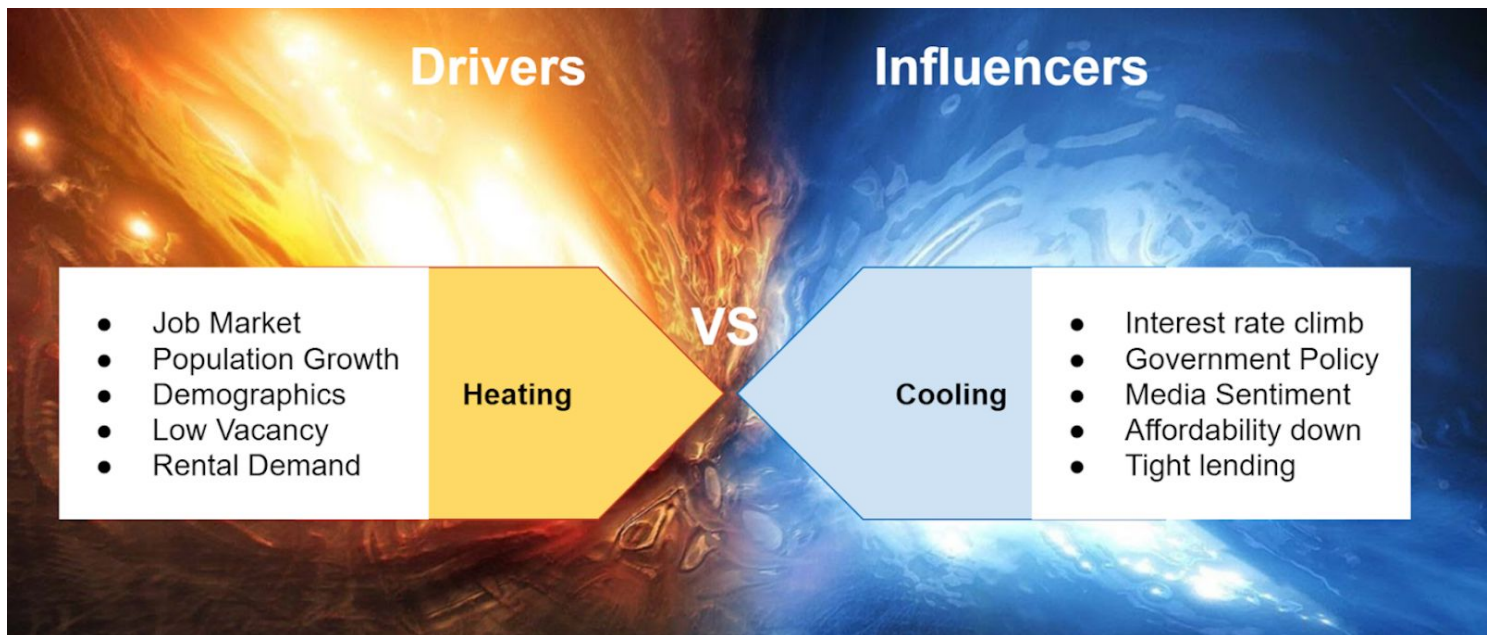 Drivers
Influencers
VS
Heating
● Job Market
● Population Growth
● Demographics
● Low Vacancy
● Rental Demand
Cooling
● Interest rate climb
● Government Policy
● Media Sentiment
● Affordability down
● Tight lending